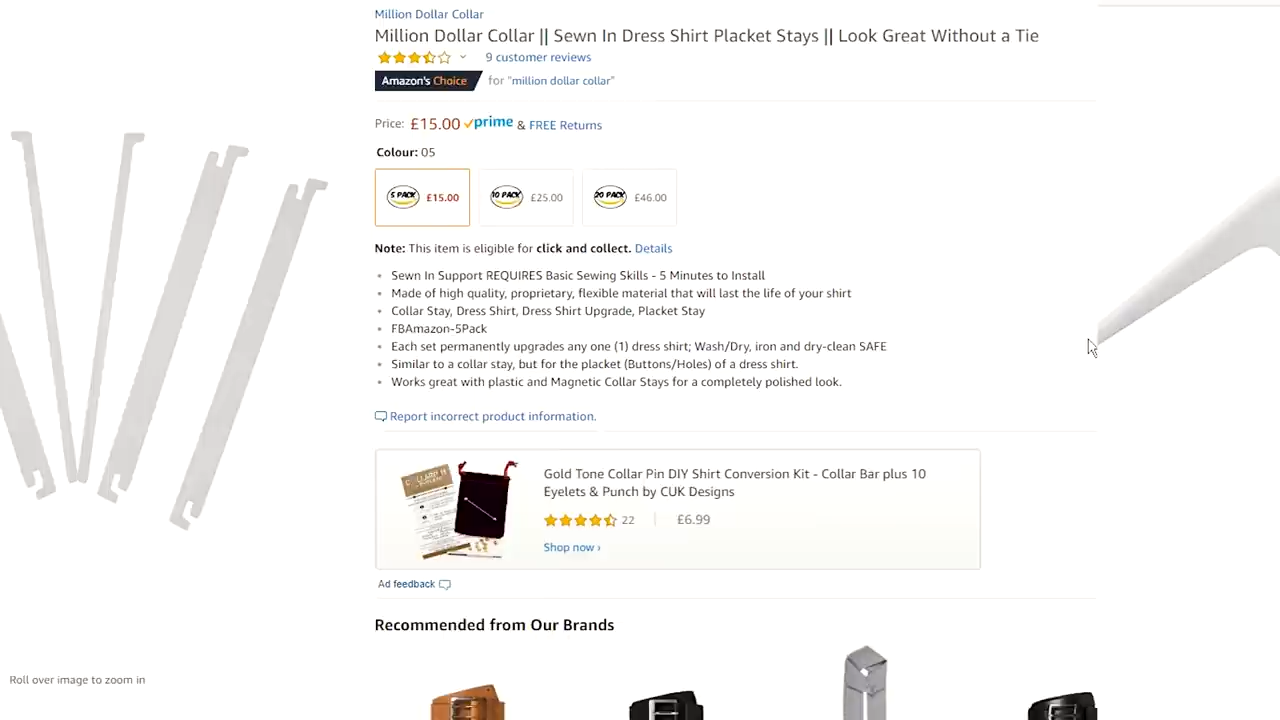 Million Dollar Collar
Million Dollar Collar || Sewn In Dress Shirt Placket Stays || Look Great Without a Tie
9 customer reviews
Amazon's Choice for "million dollar collar"
Price: £15.00 prime & FREE Returns
Colour: 05
5 PACK £15.00 10 PACK £25.00 20 PACK £46.00
Note: This item is eligible for click and collect. Details
Sewn In Support REQUIRES Basic Sewing Skills - 5 Minutes to Install
Made of high quality, proprietary, flexible material that will last the life of your shirt
Collar Stay, Dress Shirt, Dress Shirt Upgrade, Placket Stay
FBAmazon-5Pack
Each set permanently upgrades any one (1) dress shirt; Wash/Dry, iron and dry-clean SAFE
Similar to a collar stay, but for the placket (Buttons/Holes) of a dress shirt.
Works great with plastic and Magnetic Collar Stays for a completely polished look.
Report incorrect product information.
Gold Tone Collar Pin DIY Shirt Conversion Kit - Collar Bar plus 10
Eyelets & Punch by CUK Designs
22 £6.99
Shop now ›
Ad feedback
Recommended from Our Brands
Roll over image to zoom in